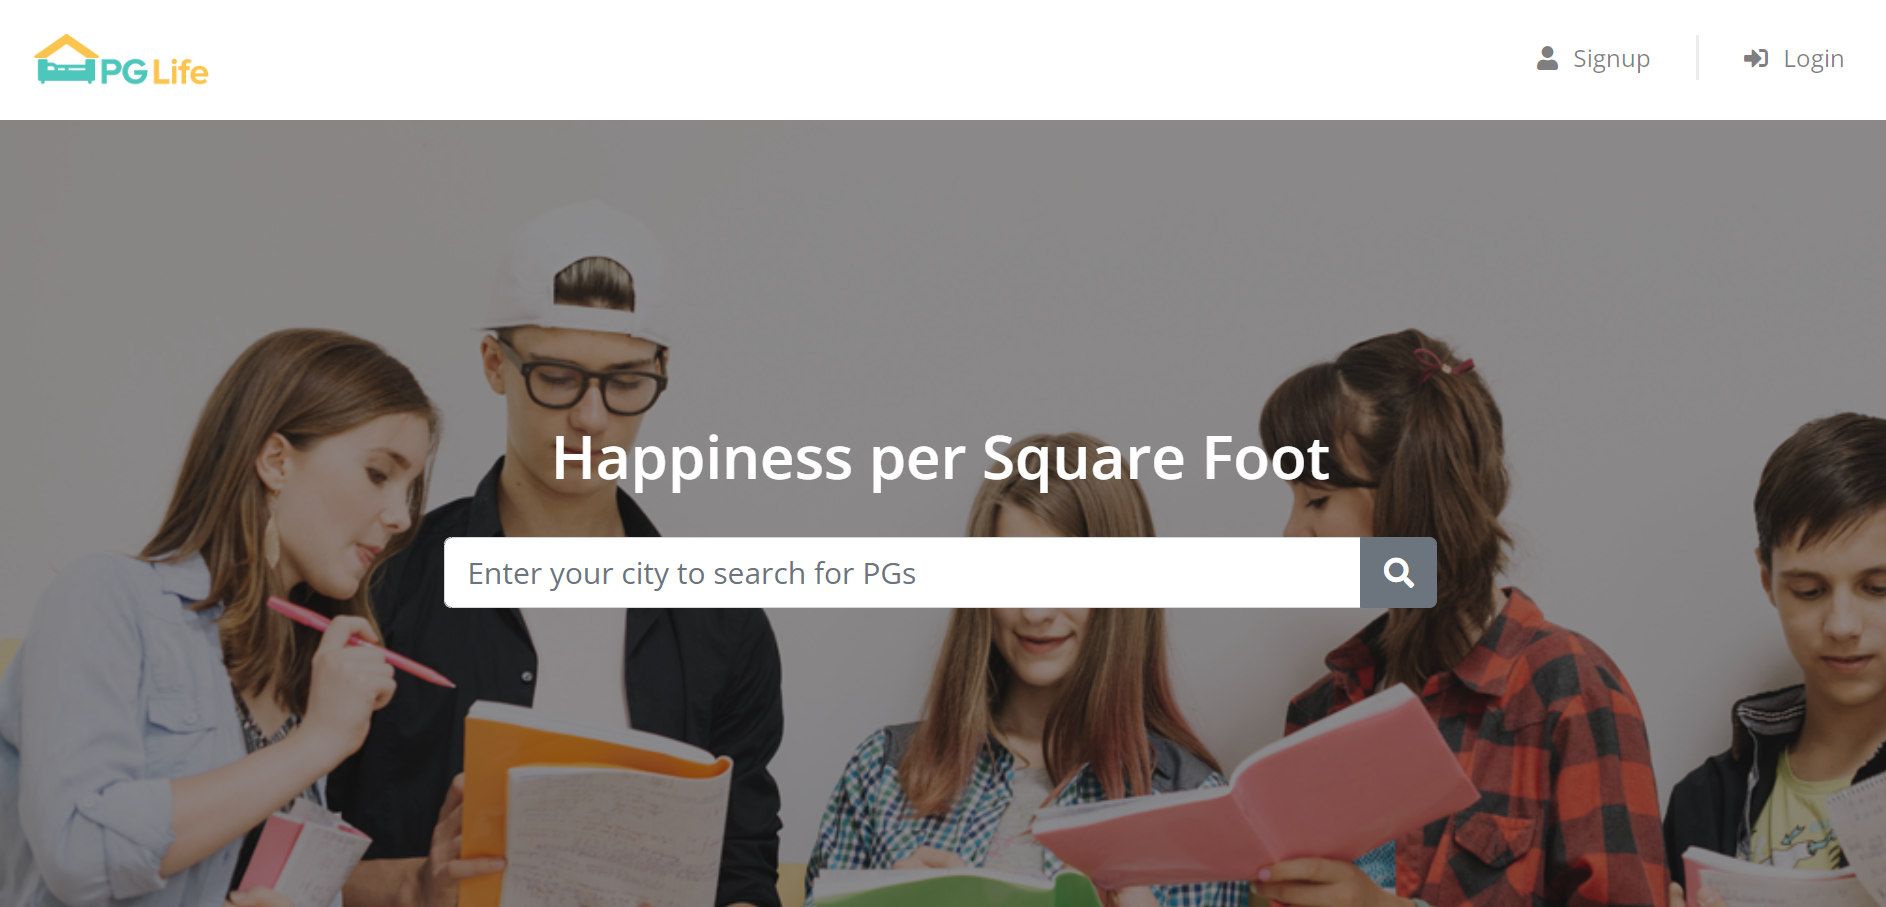 PG Life
Signup
Login
Happiness per Square Foot
Enter your city to search for PGs